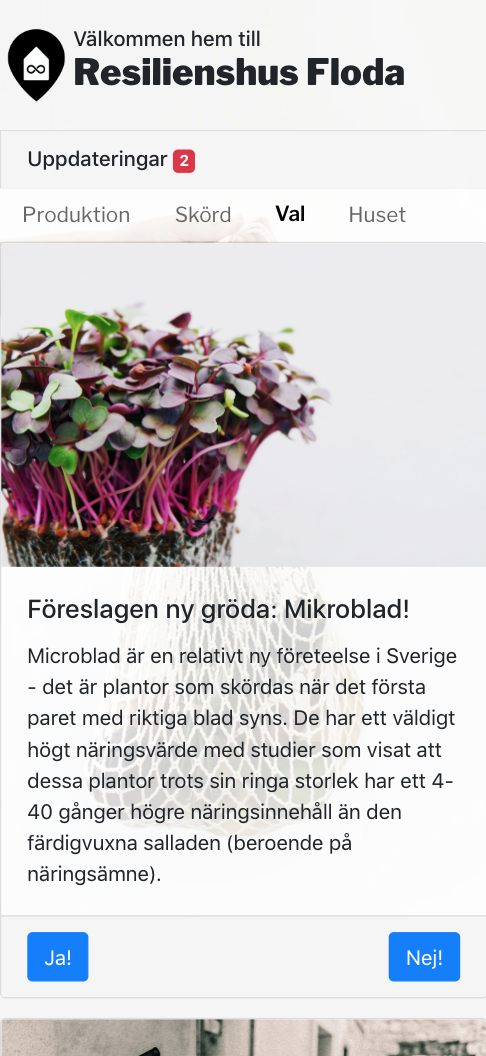 Välkommen hem till
Resilienshus Floda
Uppdateringar 2
Produktion Skörd Val Huset
Föreslagen ny gröda: Mikroblad!
Microblad är en relativt ny företeelse i Sverige
- det är plantor som skördas när det första
paret med riktiga blad syns. De har ett väldigt
högt näringsvärde med studier som visat att
dessa plantor trots sin ringa storlek har ett 4-
40 gånger högre näringsinnehåll än den
färdigvuxna salladen (beroende på
näringsämne).
Ja! Nej!